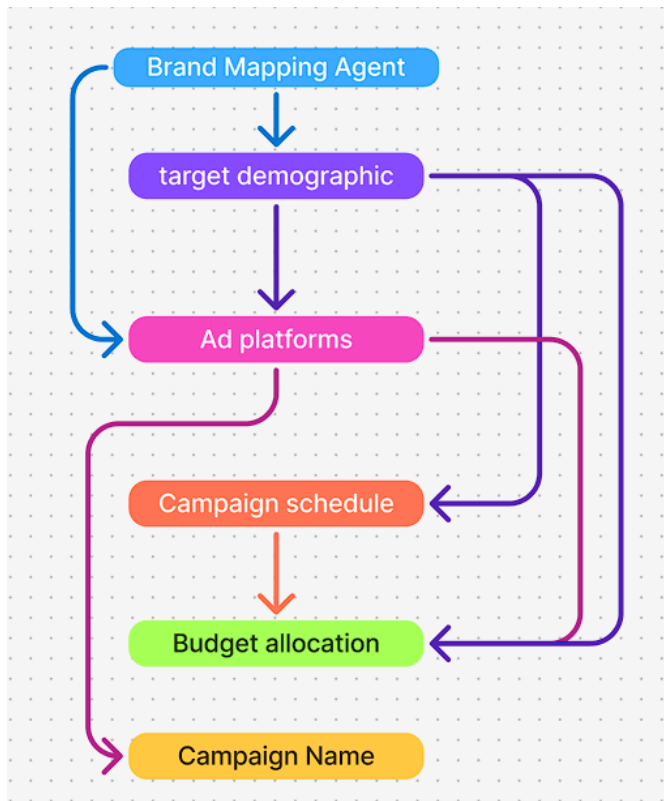 Brand Mapping Agent
target demographic
Ad platforms
Campaign schedule
Budget allocation
Campaign Name